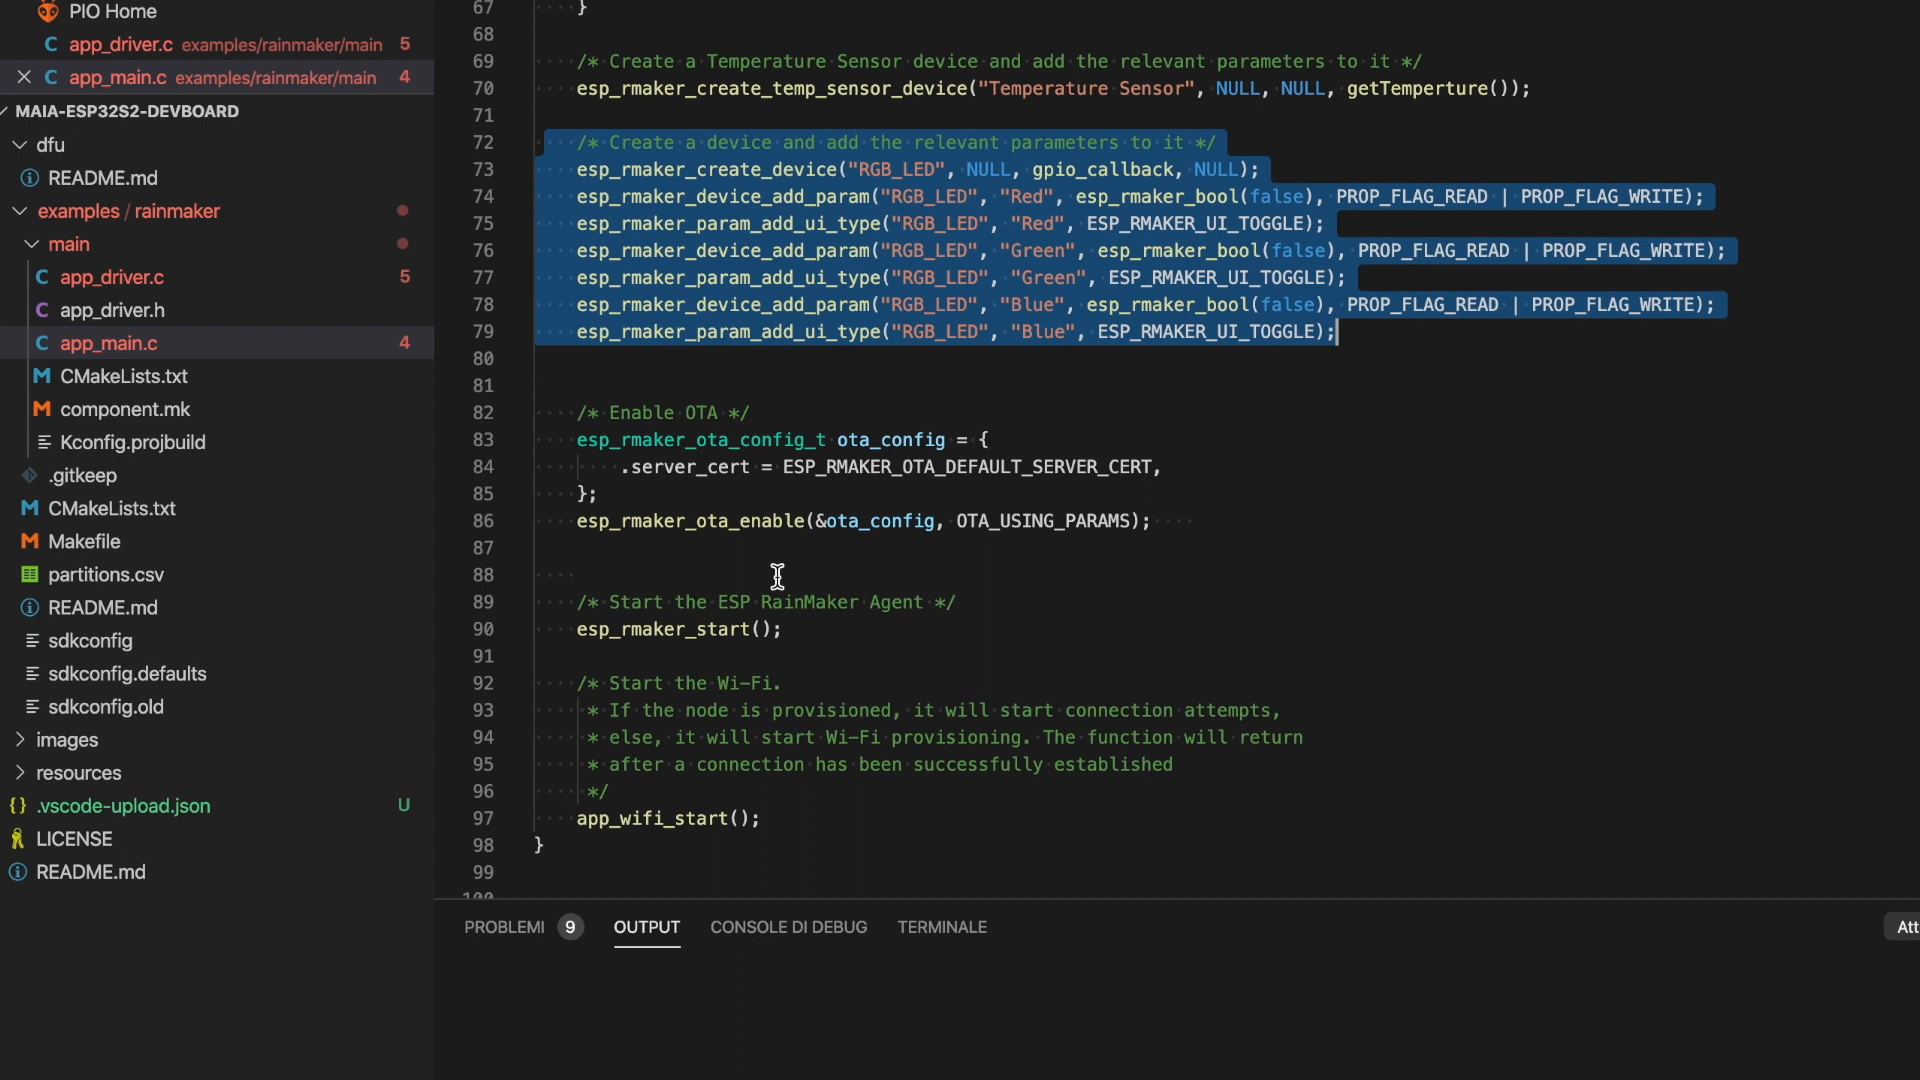 PIO Home
C app_driver.c examples/rainmaker/main 5
C app_main.c examples/rainmaker/main 4
MAIA-ESP32S2-DEVBOARD
dfu
README.md
examples / rainmaker
main
C app_driver.c 5
C app_driver.h
C app_main.c 4
M CMakeLists.txt
M component.mk
Kconfig.projbuild
.gitkeep
M CMakeLists.txt
M Makefile
partitions.csv
README.md
sdkconfig
sdkconfig.defaults
sdkconfig.old
images
resources
{} .vscode-upload.json U
LICENSE
README.md
67 }
68
69 /* Create a Temperature Sensor device and add the relevant parameters to it */
70 esp_rmaker_create_temp_sensor_device("Temperature Sensor", NULL, NULL, getTemperture());
71
72 /* Create a device and add the relevant parameters to it */
73 esp_rmaker_create_device("RGB_LED", NULL, gpio_callback, NULL);
74 esp_rmaker_device_add_param("RGB_LED", "Red", esp_rmaker_bool(false), PROP_FLAG_READ | PROP_FLAG_WRITE);
75 esp_rmaker_param_add_ui_type("RGB_LED", "Red", ESP_RMAKER_UI_TOGGLE);
76 esp_rmaker_device_add_param("RGB_LED", "Green", esp_rmaker_bool(false), PROP_FLAG_READ | PROP_FLAG_WRITE);
77 esp_rmaker_param_add_ui_type("RGB_LED", "Green", ESP_RMAKER_UI_TOGGLE);
78 esp_rmaker_device_add_param("RGB_LED", "Blue", esp_rmaker_bool(false), PROP_FLAG_READ | PROP_FLAG_WRITE);
79 esp_rmaker_param_add_ui_type("RGB_LED", "Blue", ESP_RMAKER_UI_TOGGLE);
80
81
82 /* Enable OTA */
83 esp_rmaker_ota_config_t ota_config = {
84 .server_cert = ESP_RMAKER_OTA_DEFAULT_SERVER_CERT,
85 };
86 esp_rmaker_ota_enable(&ota_config, OTA_USING_PARAMS);
87
88
89 /* Start the ESP RainMaker Agent */
90 esp_rmaker_start();
91
92 /* Start the Wi-Fi.
93 * If the node is provisioned, it will start connection attempts,
94 * else, it will start Wi-Fi provisioning. The function will return
95 * after a connection has been successfully established
96 */
97 app_wifi_start();
98 }
99
100
PROBLEMI 9 OUTPUT CONSOLE DI DEBUG TERMINALE Att